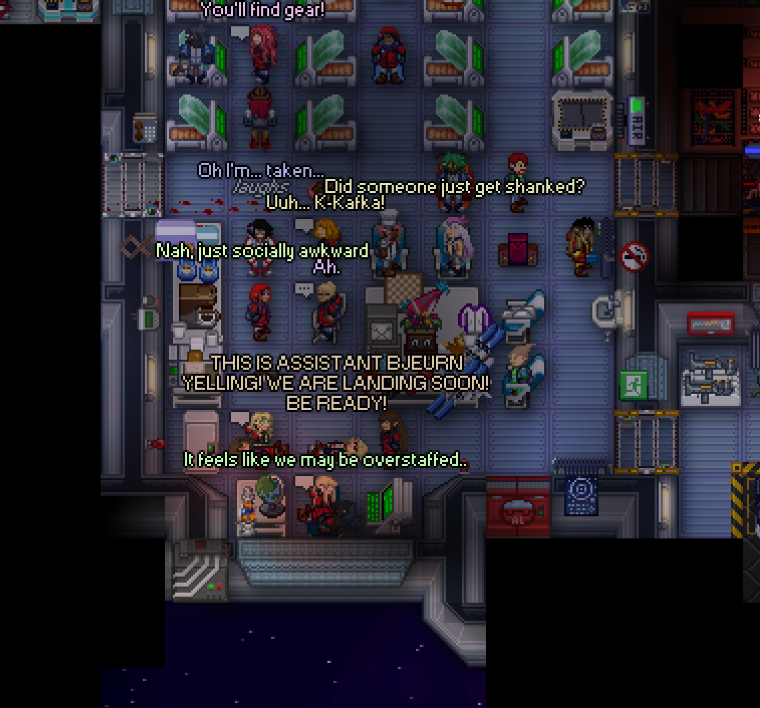 You'll find gear!
AIR
Oh I'm... taken...
laughs
Did someone just get shanked?
Uuh... K-Kafka!
Nah, just socially awkward
Ah.
THIS IS ASSISTANT BJEURN
YELLING! WE ARE LANDING SOON!
BE READY!
It feels like we may be overstaffed..